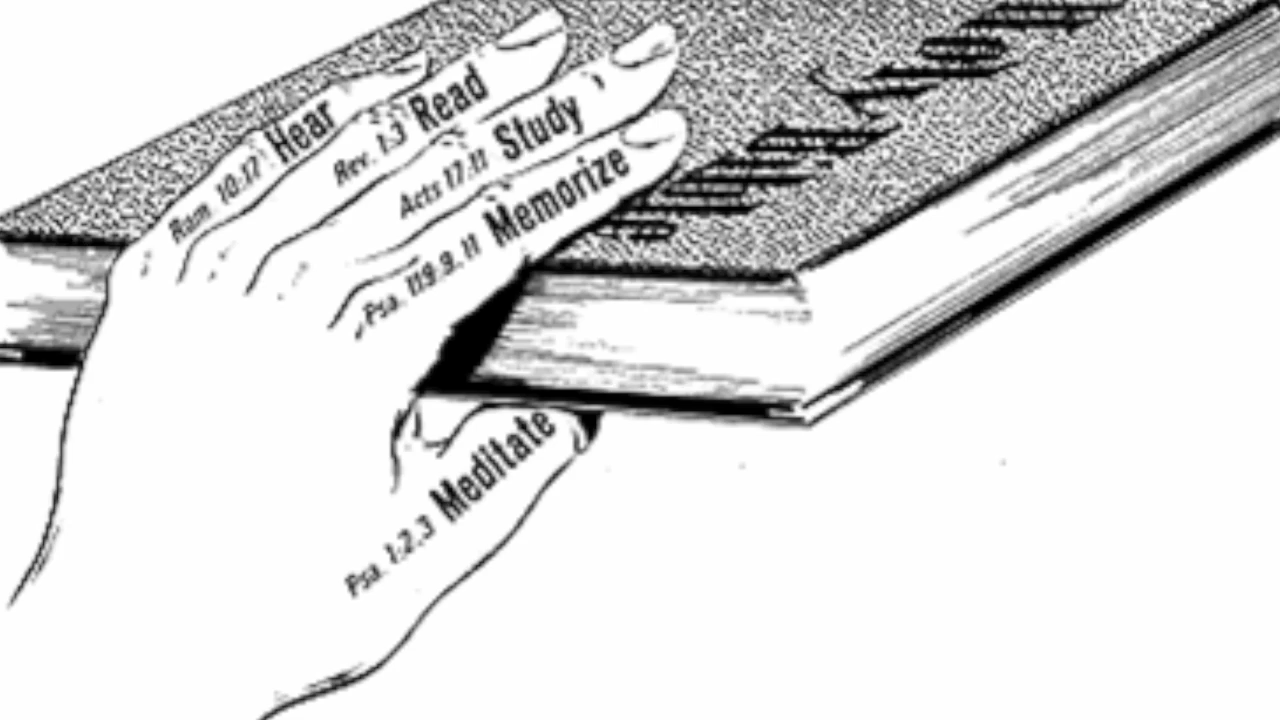 Rom. 10:17 Hear
Rev. 1:3 Read
Acts 17:11 Study
Psa. 119:9, 11 Memorize
Psa. 1:2, 3 Meditate